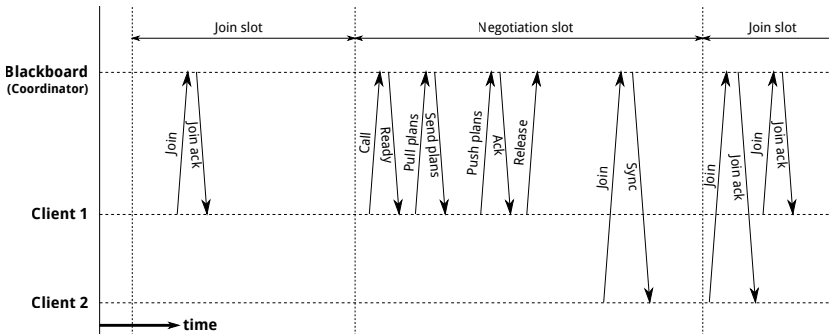 Join slot
Negotiation slot
Join slot
Blackboard
(Coordinator)
Join
Join ack
Call
Ready
Pull plans
Send plans
Push plans
Ack
Release
Join
Sync
Join
Join ack
Join
Join ack
Client 1
Client 2
time